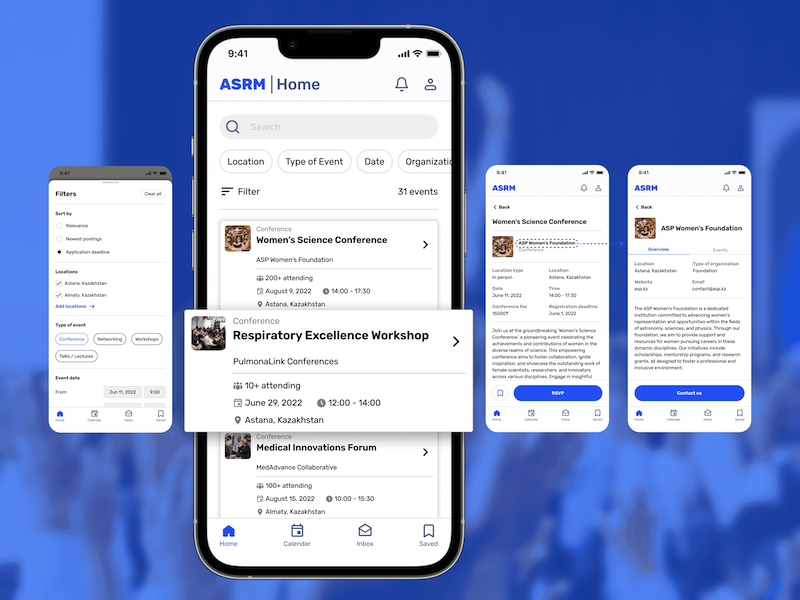 9:41
Filters
Clear all
Sort by
Relevance
Newest postings
Application deadline
Locations
Astana, Kazakhstan
Almaty, Kazakhstan
Add locations
Type of event
Conference
Networking
Workshops
Talks / Lectures
Event date
From
Jun 11, 2022
9:00
Home
Calendar
Inbox
Saved
9:41
ASRM | Home
Search
Location
Type of Event
Date
Organizatio
Filter
31 events
Conference
Women's Science Conference
ASP Women's Foundation
200+ attending
August 9, 2022
14:00 - 17:30
Astana, Kazakhstan
Conference
Respiratory Excellence Workshop
PulmonaLink Conferences
10+ attending
June 29, 2022
12:00 - 14:00
Astana, Kazakhstan
Conference
Medical Innovations Forum
MedAdvance Collaborative
100+ attending
August 15, 2022
10:00 - 15:30
Almaty, Kazakhstan
Home
Calendar
Inbox
Saved
9:41
ASRM
Back
Women's Science Conference
ASP Women's Foundation
Conference
Location type
Location
In person
Astana, Kazakhstan
Date
Time
June 11, 2022
14:00 - 17:30
Conference fee
Registration deadline
15000₸
June 1, 2022
Join us at the groundbreaking 'Women's Science
Conference,' a pioneering event celebrating the
achievements and contributions of women in the
diverse realms of science. This empowering
conference aims to foster collaboration, ignite
inspiration, and showcase the outstanding work of
female scientists, researchers, and innovators
across various disciplines. Engage in insightful
RSVP
Home
Calendar
Inbox
Saved
9:41
ASRM
Back
ASP Women's Foundation
Overview
Events
Location
Type of organization
Astana, Kazakhstan
Foundation
Website
Email
asp.kz
contact@asp.kz
The ASP Women's Foundation is a dedicated
institution committed to advancing women's
representation and opportunities within the fields
of astronomy, sciences, and physics. Through our
foundation, we aim to provide support and
resources for women pursuing careers in these
dynamic disciplines. Our initiatives include
scholarships, mentorship programs, and research
grants, all designed to foster a professional and
inclusive environment.
Contact us
Home
Calendar
Inbox
Saved